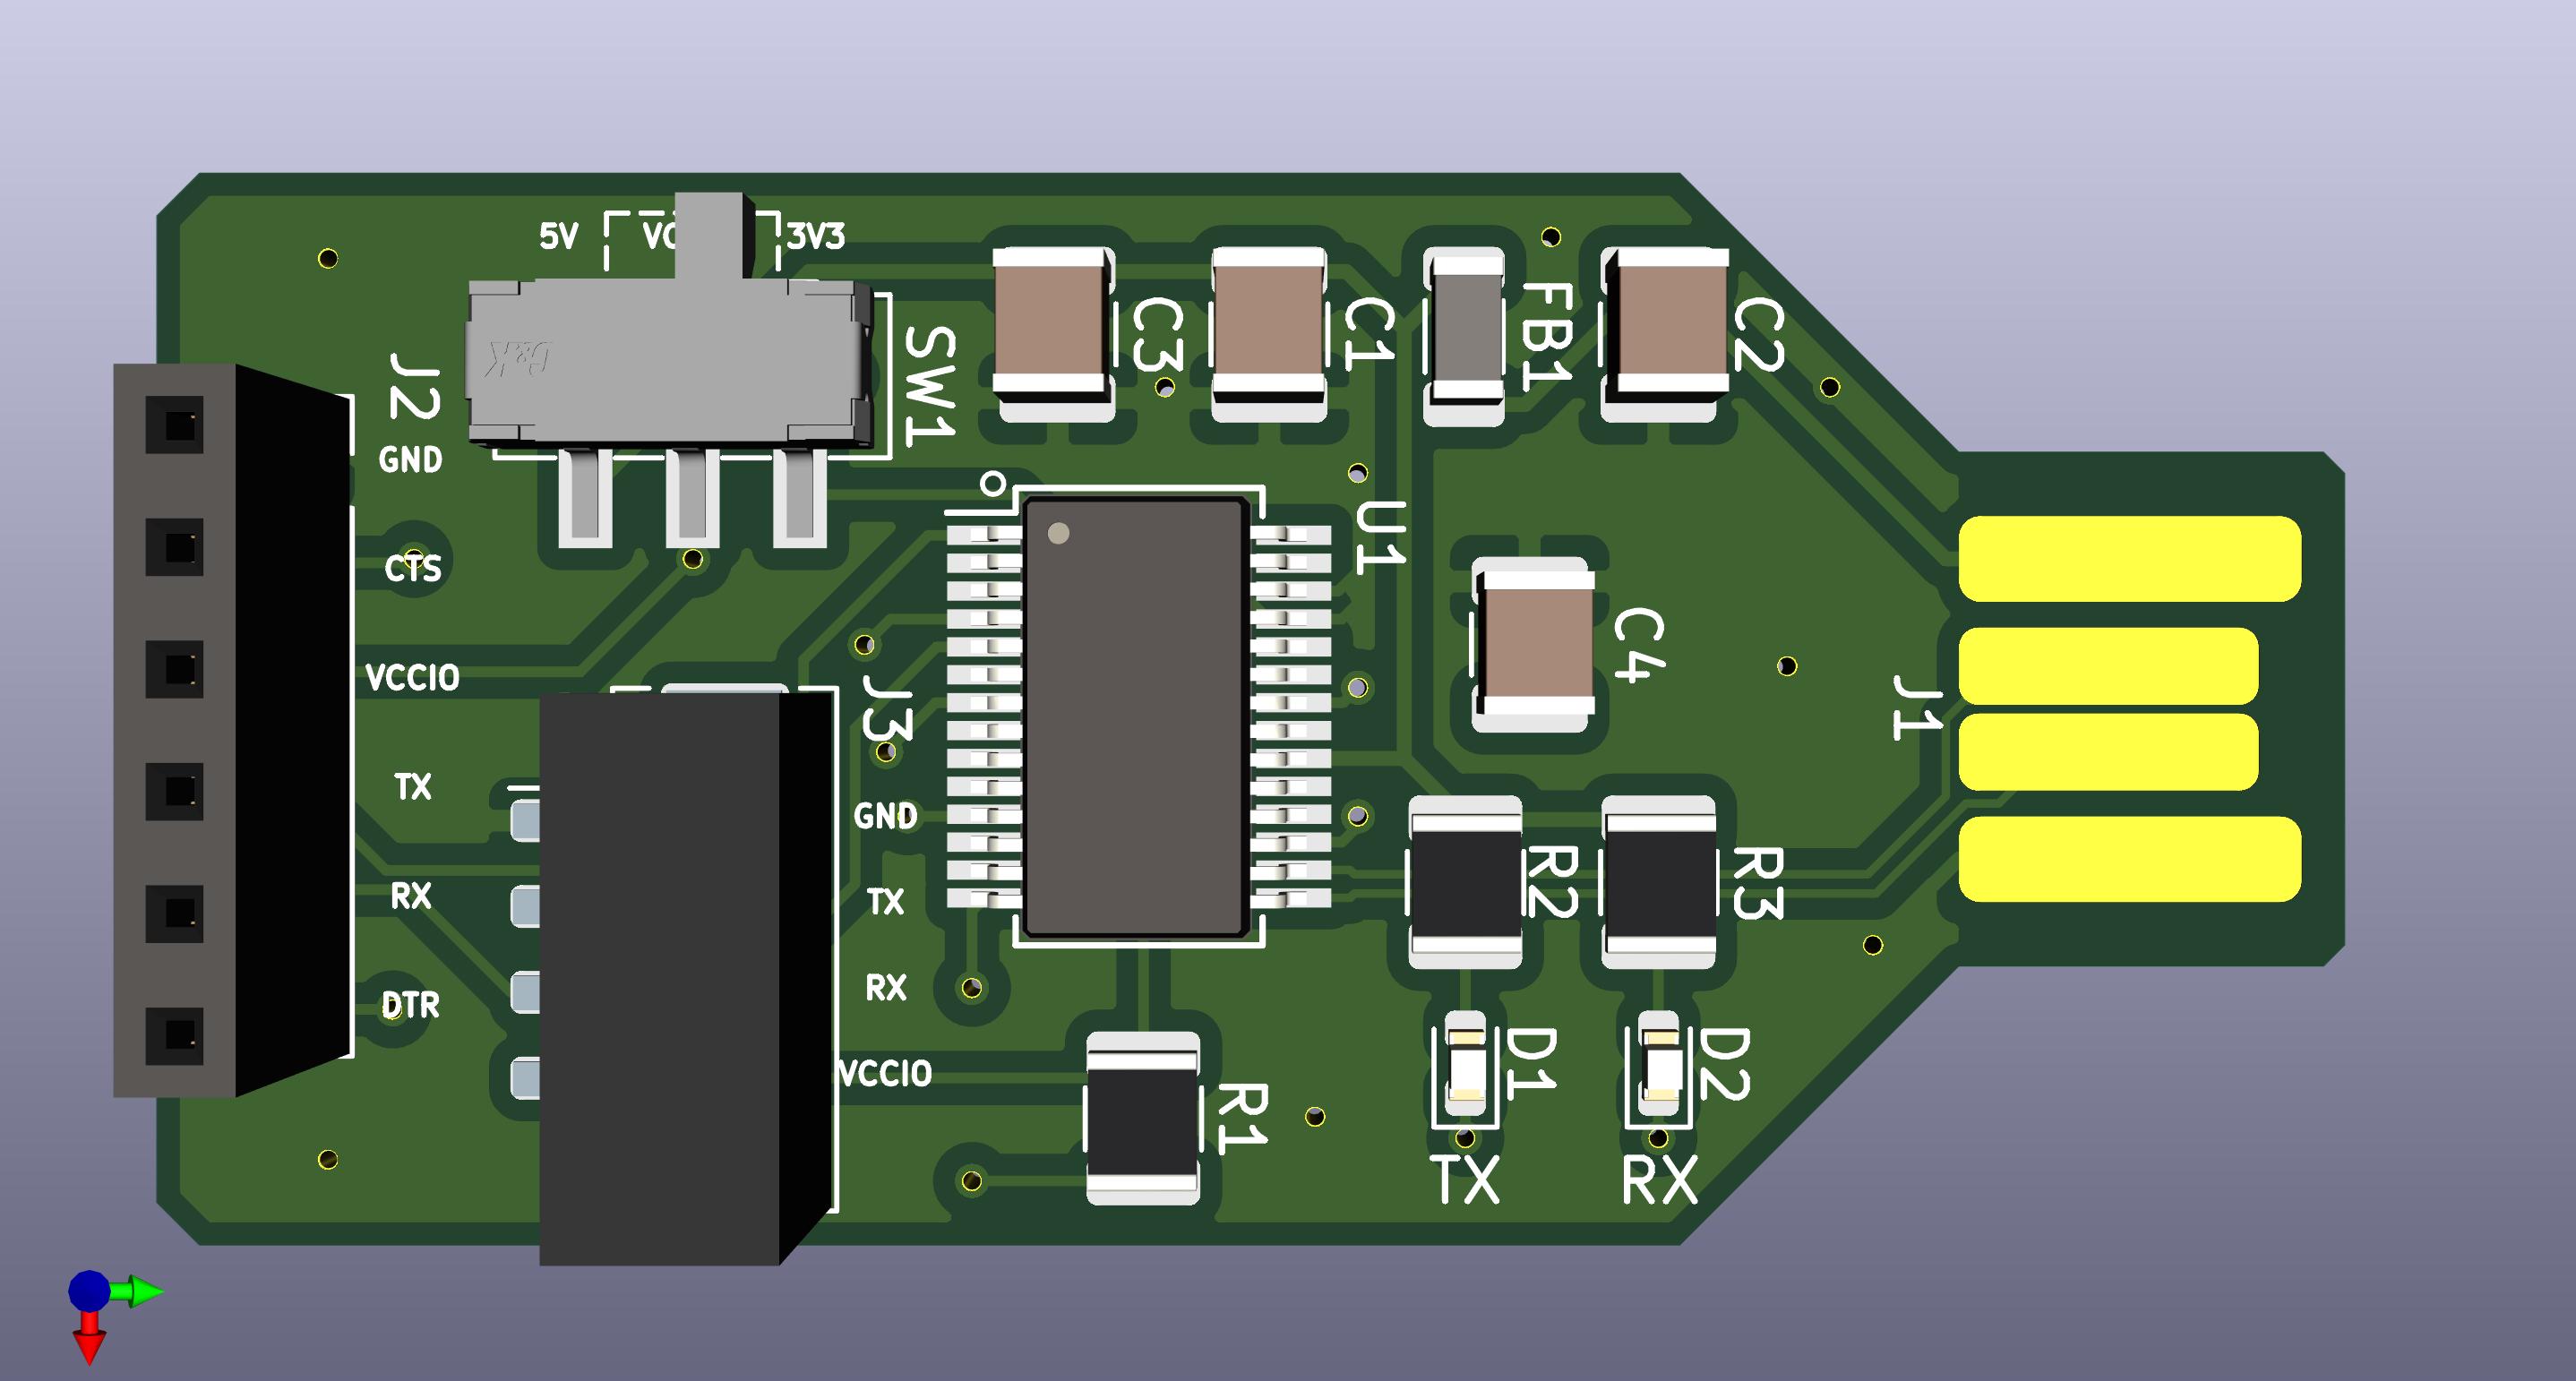 5V
3V3
C&K
SW1
C3
C1
FB1
C2
J2
GND
CTS
VCCIO
TX
RX
DTR
U1
C4
J1
J3
GND
TX
RX
VCCIO
R2
R3
R1
D1
D2
TX
RX